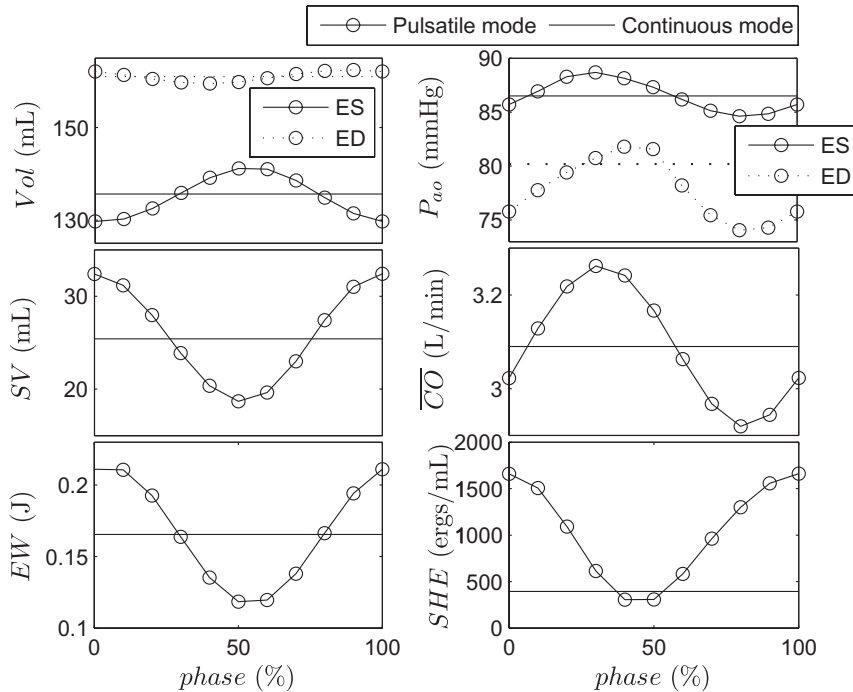 Pulsatile mode
Continuous mode
Vol (mL)
150
130
ES
ED
P_ao (mmHg)
90
85
80
75
ES
ED
SV (mL)
30
20
CO (L/min)
3.2
3
EW (J)
0.2
0.15
0.1
0
50
100
phase (%)
SHE (ergs/mL)
2000
1500
1000
500
0
0
50
100
phase (%)